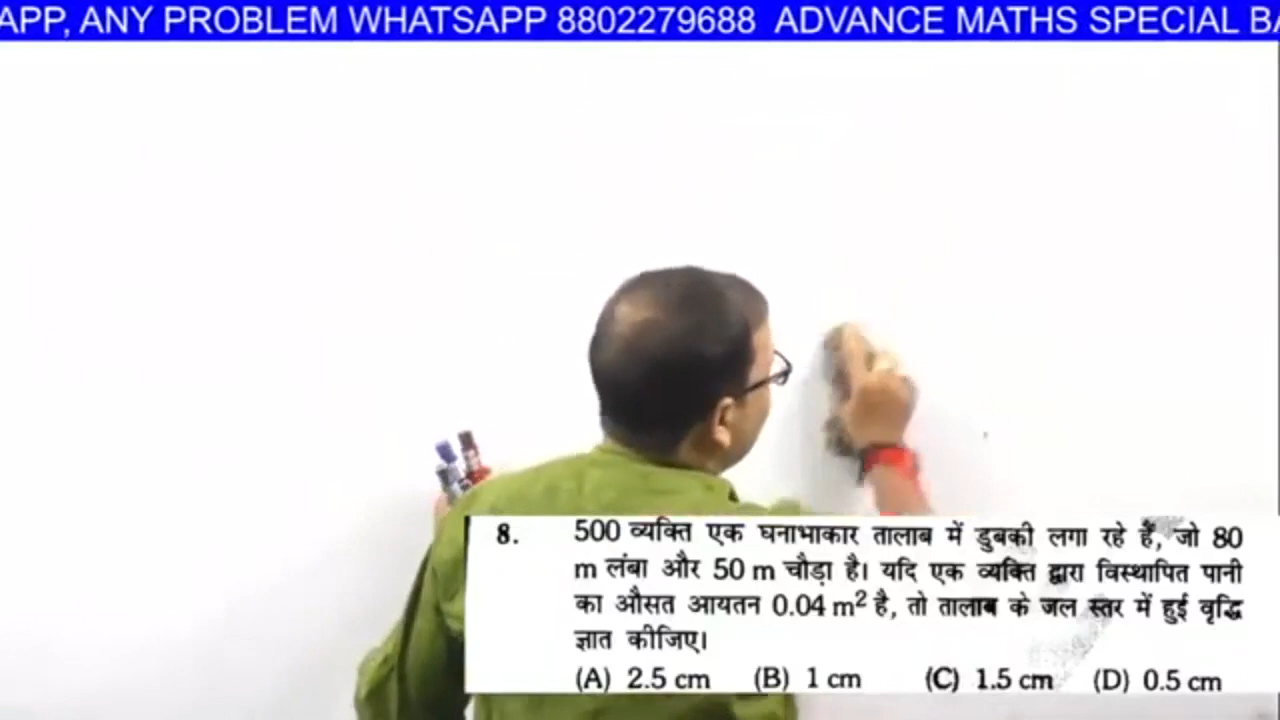 APP, ANY PROBLEM WHATSAPP 8802279688 ADVANCE MATHS SPECIAL BA
8. 500 व्यक्ति एक घनाभाकार तालाब में डुबकी लगा रहे हैं, जो 80
m लंबा और 50 m चौड़ा है। यदि एक व्यक्ति द्वारा विस्थापित पानी
का औसत आयतन 0.04 m² है, तो तालाब के जल स्तर में हुई वृद्धि
ज्ञात कीजिए।
(A) 2.5 cm (B) 1 cm (C) 1.5 cm (D) 0.5 cm